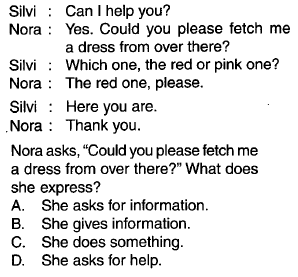 Silvi : Can I help you?
Nora : Yes. Could you please fetch me
a dress from over there?
Silvi : Which one, the red or pink one?
Nora : The red one, please.
Silvi : Here you are.
Nora : Thank you.
Nora asks, "Could you please fetch me
a dress from over there?" What does
she express?
A. She asks for information.
B. She gives information.
C. She does something.
D. She asks for help.